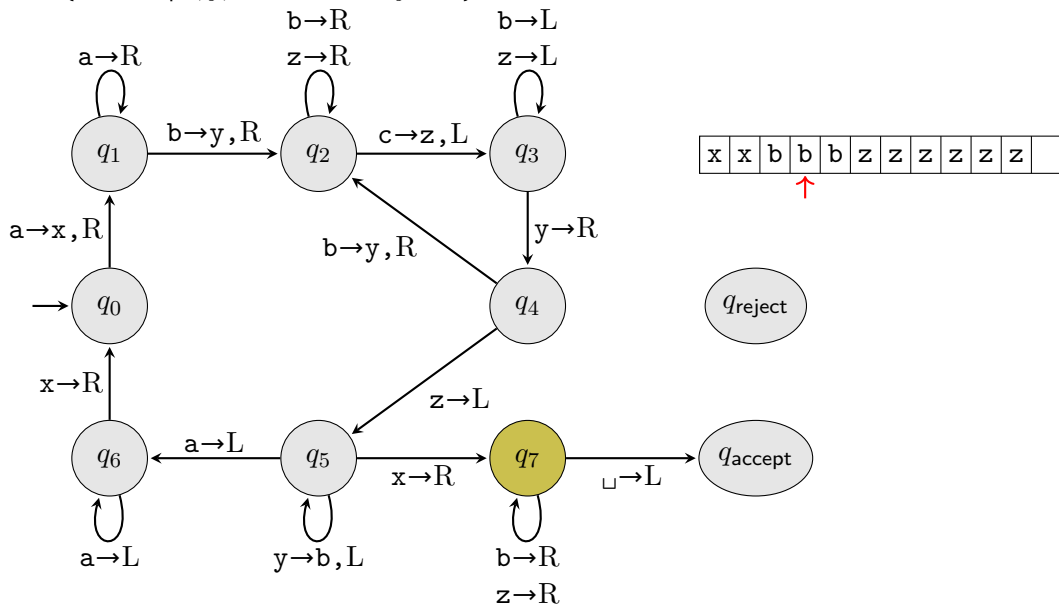 b→R
b→L
a→R
z→R
z→L
q1
b→y,R
q2
c→z,L
q3
x x b b b z z z z z z
a→x,R
b→y,R
y→R
q0
q4
qreject
x→R
z→L
q6
a→L
q5
x→R
q7
␣→L
qaccept
a→L
y→b,L
b→R
z→R